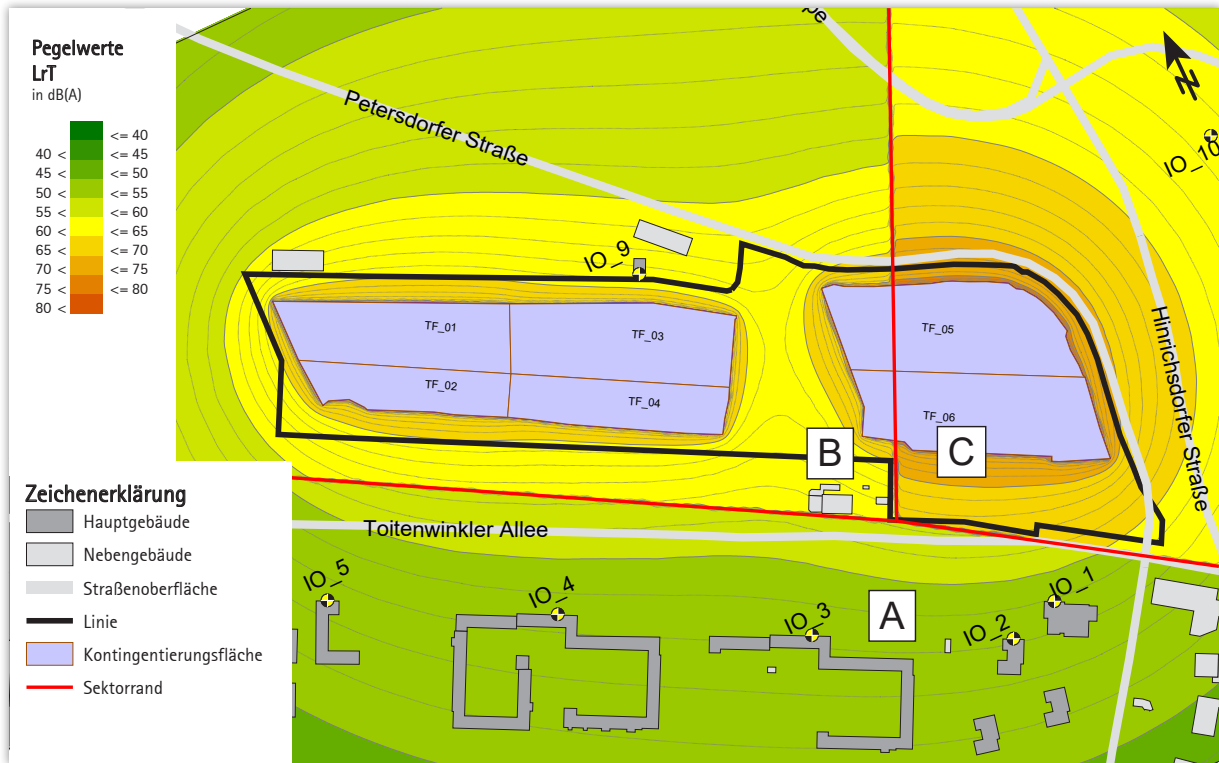 Pegelwerte
LrT
in dB(A)
<= 40
40 < <= 45
45 < <= 50
50 < <= 55
55 < <= 60
60 < <= 65
65 < <= 70
70 < <= 75
75 < <= 80
80 <
Petersdorfer Straße
N
IO_10
IO_9
TF_01
TF_03
TF_05
Hinrichsdorfer Straße
TF_02
TF_04
TF_06
B
C
Zeichenerklärung
Hauptgebäude
Nebengebäude
Straßenoberfläche
Linie
Kontingentierungsfläche
Sektorrand
Toitenwinkler Allee
IO_5
IO_4
IO_3
A
IO_2
IO_1